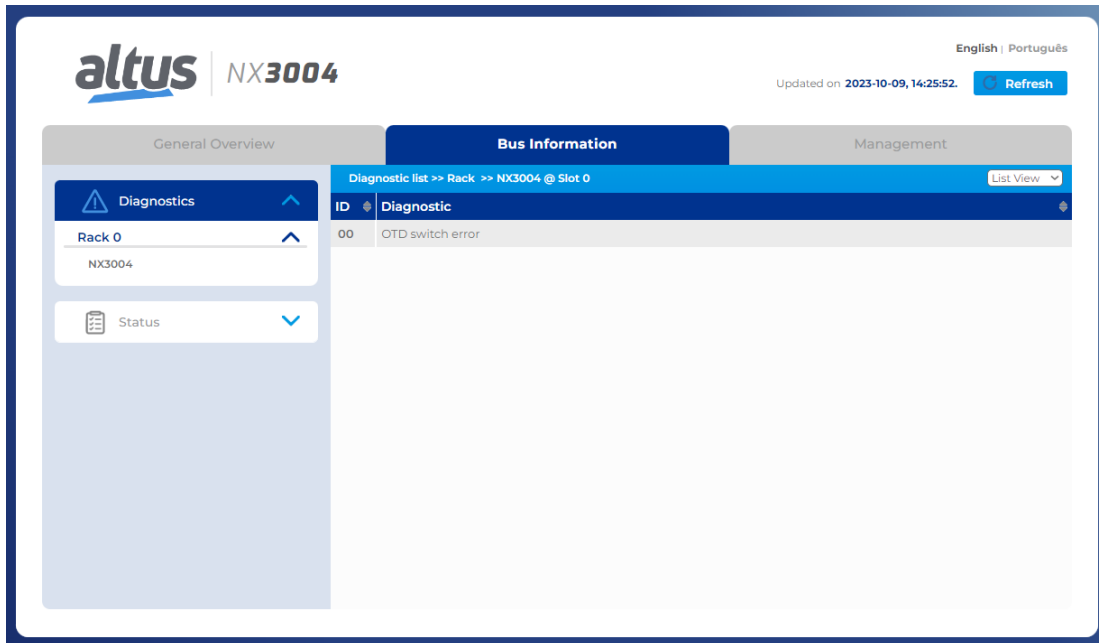 altus NX3004
English | Português
Updated on 2023-10-09, 14:25:52. Refresh
General Overview Bus Information Management
Diagnostics
Rack 0
NX3004
Status
Diagnostic list >> Rack >> NX3004 @ Slot 0 List View
ID Diagnostic
00 OTD switch error